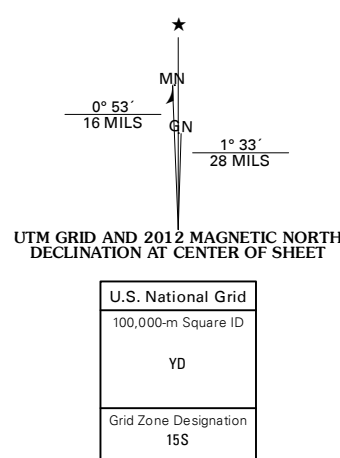 ★
MN
0° 53´
16 MILS
GN
1° 33´
28 MILS
UTM GRID AND 2012 MAGNETIC NORTH
DECLINATION AT CENTER OF SHEET
U.S. National Grid
100,000-m Square ID
YD
Grid Zone Designation
15S